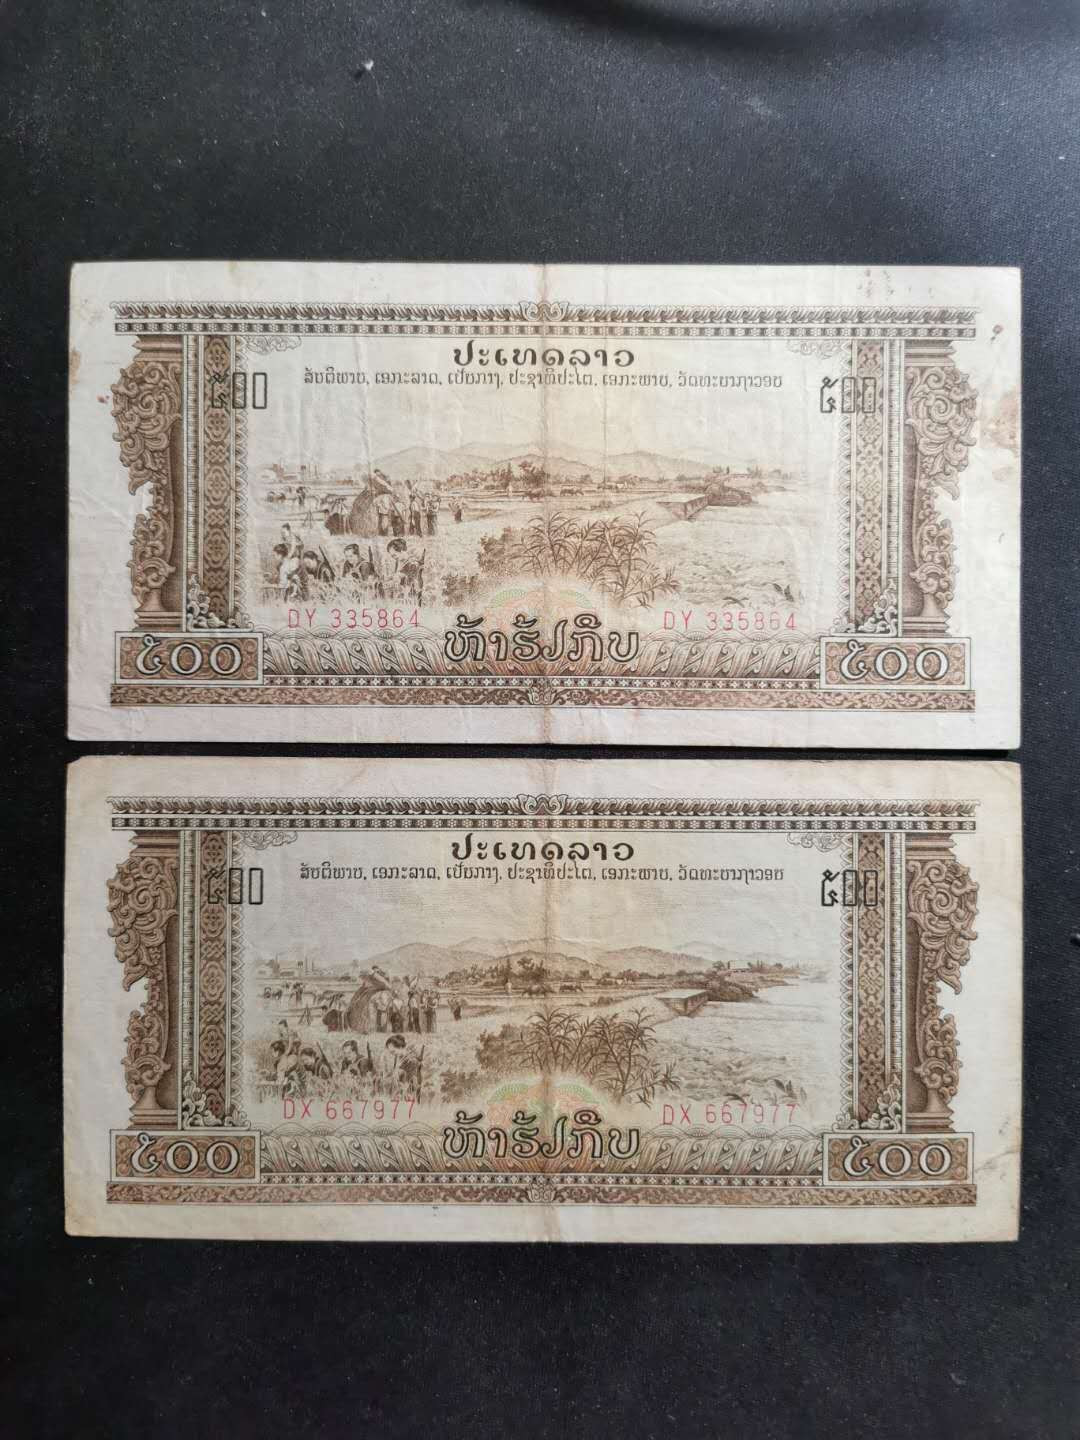 ປະເທດລາວ
ສັນຕິພາບ, ເອກະລາດ, ເປັນກາງ, ປະຊາທິປະໄຕ, ເອກະພາບ, ວັດທະນາຖາວອນ
໕໐໐ ໕໐໐
DY 335864 DY 335864
ຫ້າຮ້ອຍກີບ
໕໐໐ ໕໐໐
ປະເທດລາວ
ສັນຕິພາບ, ເອກະລາດ, ເປັນກາງ, ປະຊາທິປະໄຕ, ເອກະພາບ, ວັດທະນາຖາວອນ
໕໐໐ ໕໐໐
DX 667977 DX 667977
ຫ້າຮ້ອຍກີບ
໕໐໐ ໕໐໐